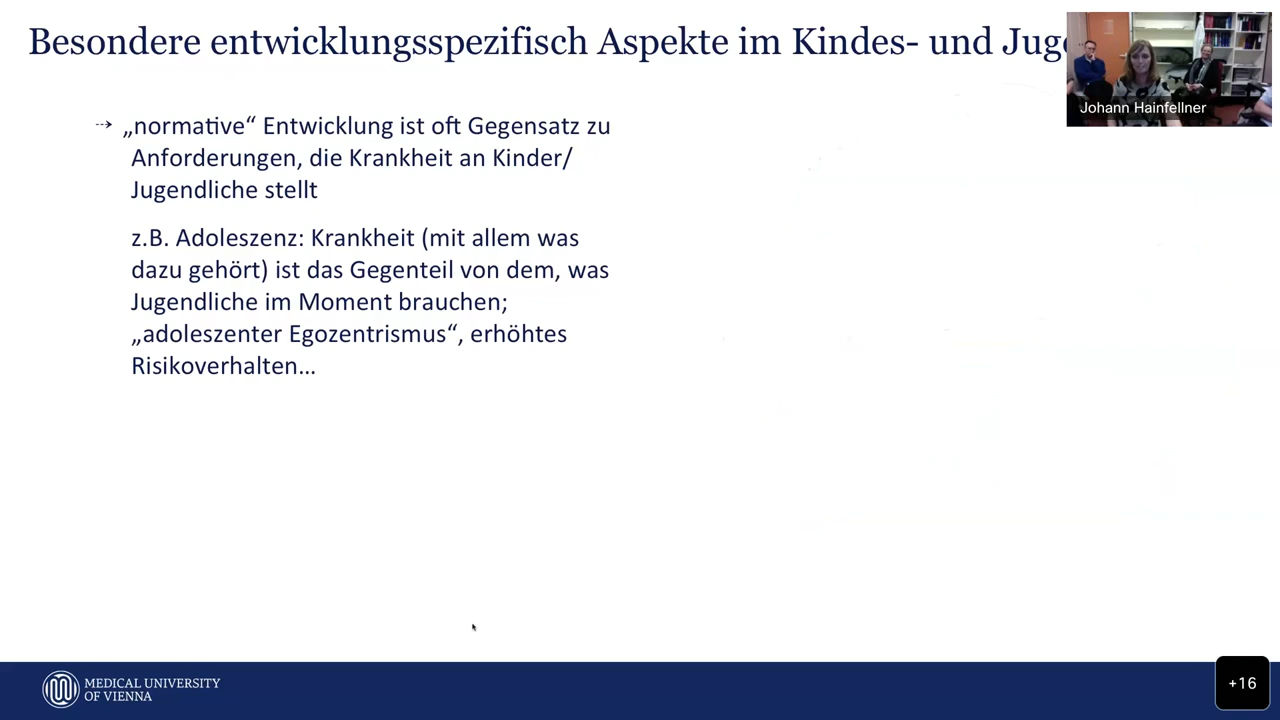 Besondere entwicklungsspezifisch Aspekte im Kindes- und
Johann Hainfellner
⤏ „normative“ Entwicklung ist oft Gegensatz zu
Anforderungen, die Krankheit an Kinder/
Jugendliche stellt
z.B. Adoleszenz: Krankheit (mit allem was
dazu gehört) ist das Gegenteil von dem, was
Jugendliche im Moment brauchen;
„adoleszenter Egozentrismus“, erhöhtes
Risikoverhalten…
MEDICAL UNIVERSITY
OF VIENNA
+16